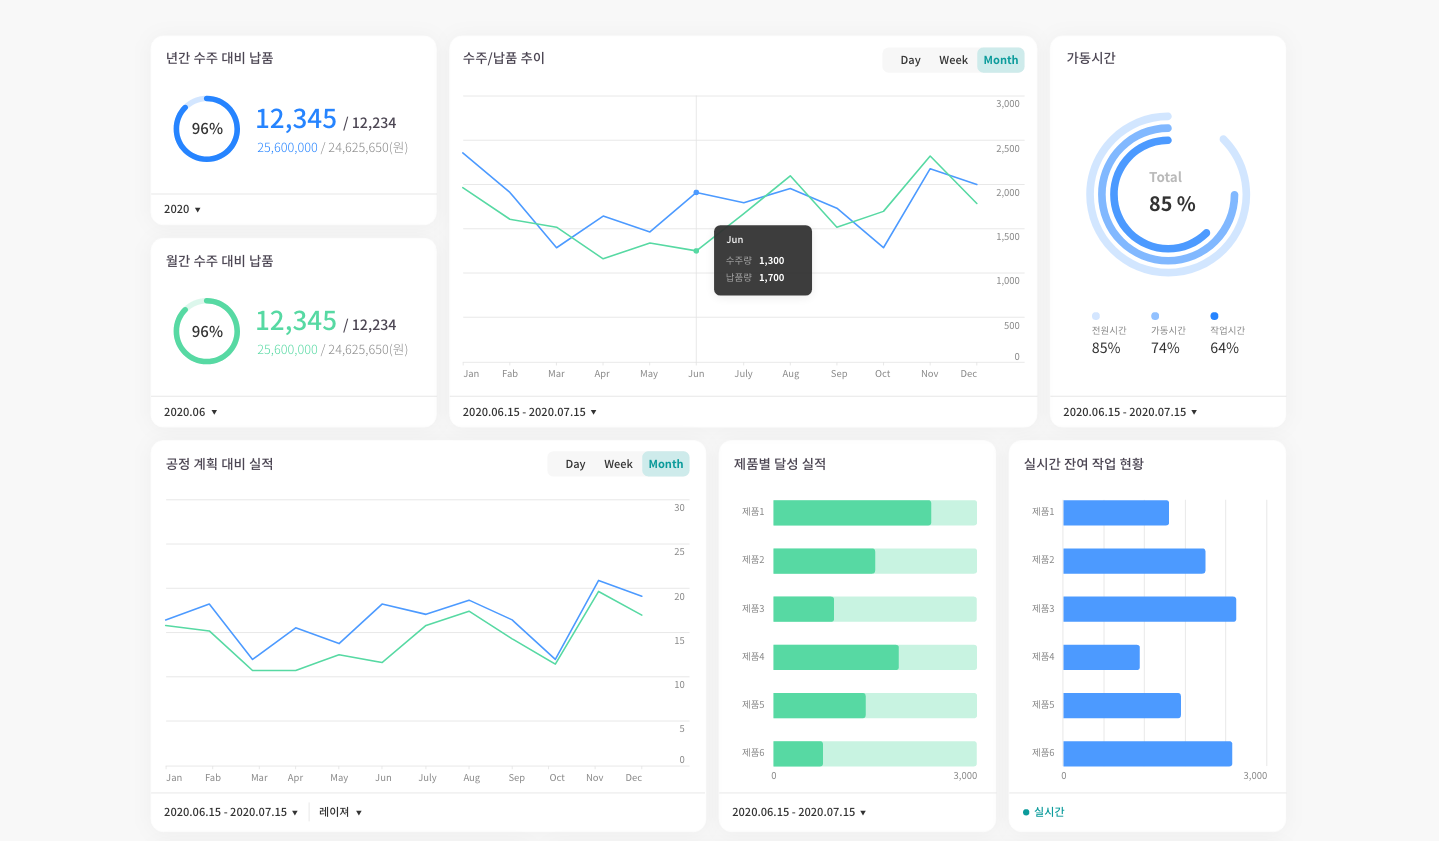 년간 수주 대비 납품
96%
12,345 / 12,234
25,600,000 / 24,625,650(원)
2020 ▼
월간 수주 대비 납품
96%
12,345 / 12,234
25,600,000 / 24,625,650(원)
2020.06 ▼
수주/납품 추이
Day Week Month
3,000
2,500
2,000
1,500
1,000
500
0
Jun
수주량 1,300
납품량 1,700
Jan Fab Mar Apr May Jun July Aug Sep Oct Nov Dec
2020.06.15 - 2020.07.15 ▼
가동시간
Total
85 %
전원시간 가동시간 작업시간
85% 74% 64%
2020.06.15 - 2020.07.15 ▼
공정 계획 대비 실적
Day Week Month
30
25
20
15
10
5
0
Jan Fab Mar Apr May Jun July Aug Sep Oct Nov Dec
2020.06.15 - 2020.07.15 ▼ 레이져 ▼
제품별 달성 실적
제품1
제품2
제품3
제품4
제품5
제품6
0 3,000
2020.06.15 - 2020.07.15 ▼
실시간 잔여 작업 현황
제품1
제품2
제품3
제품4
제품5
제품6
0 3,000
실시간